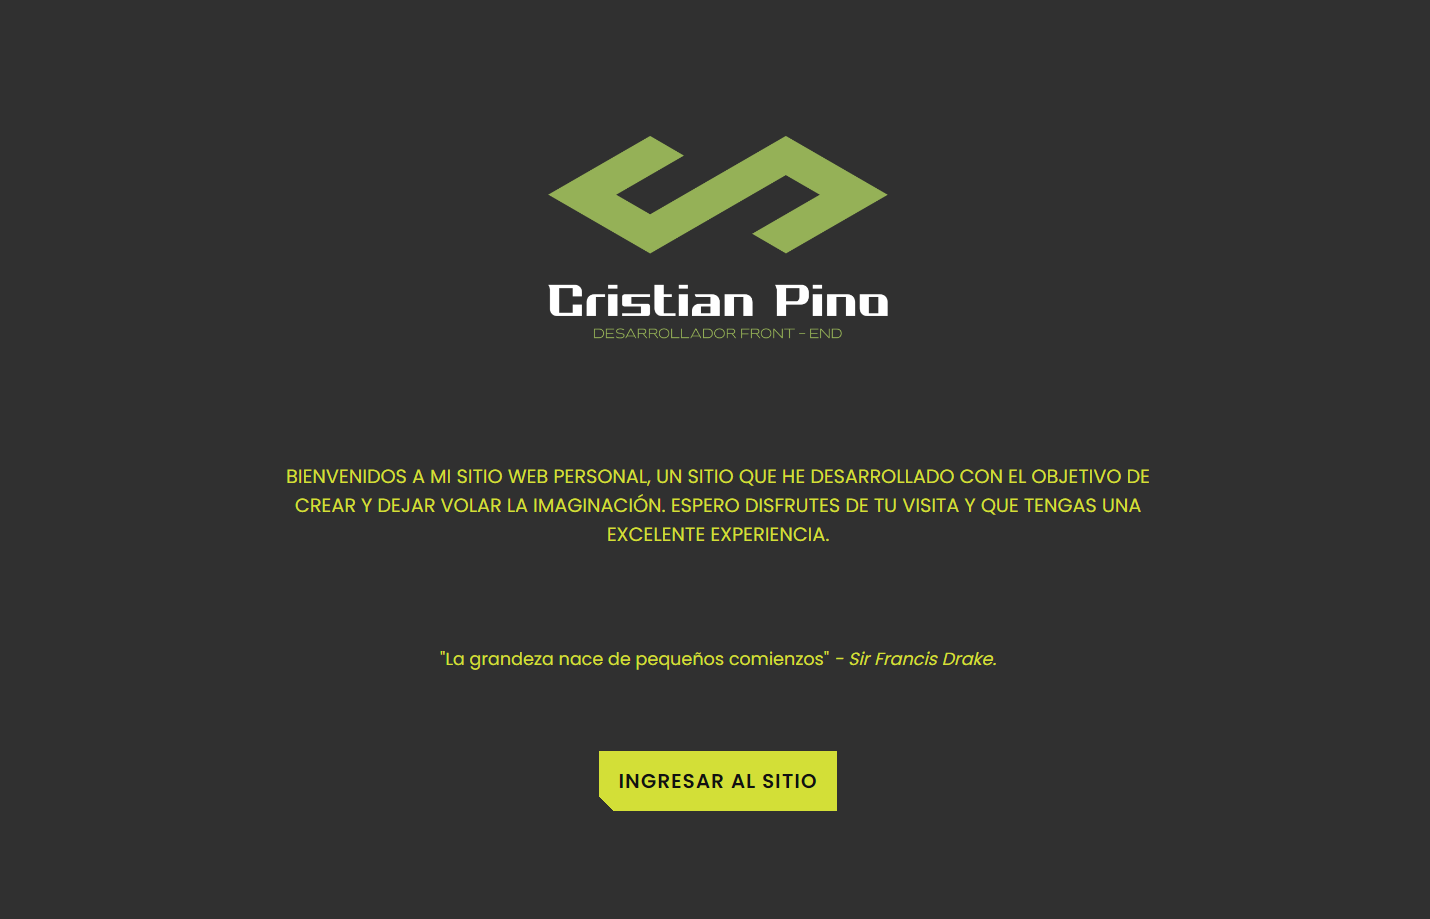 Cristian Pino
DESARROLLADOR FRONT - END
BIENVENIDOS A MI SITIO WEB PERSONAL, UN SITIO QUE HE DESARROLLADO CON EL OBJETIVO DE
CREAR Y DEJAR VOLAR LA IMAGINACIÓN. ESPERO DISFRUTES DE TU VISITA Y QUE TENGAS UNA
EXCELENTE EXPERIENCIA.
"La grandeza nace de pequeños comienzos" - Sir Francis Drake.
INGRESAR AL SITIO